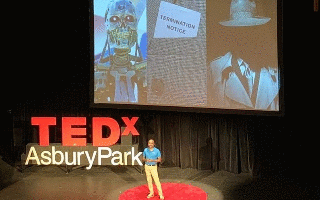 TERMINATION
NOTICE
TEDx
AsburyPark